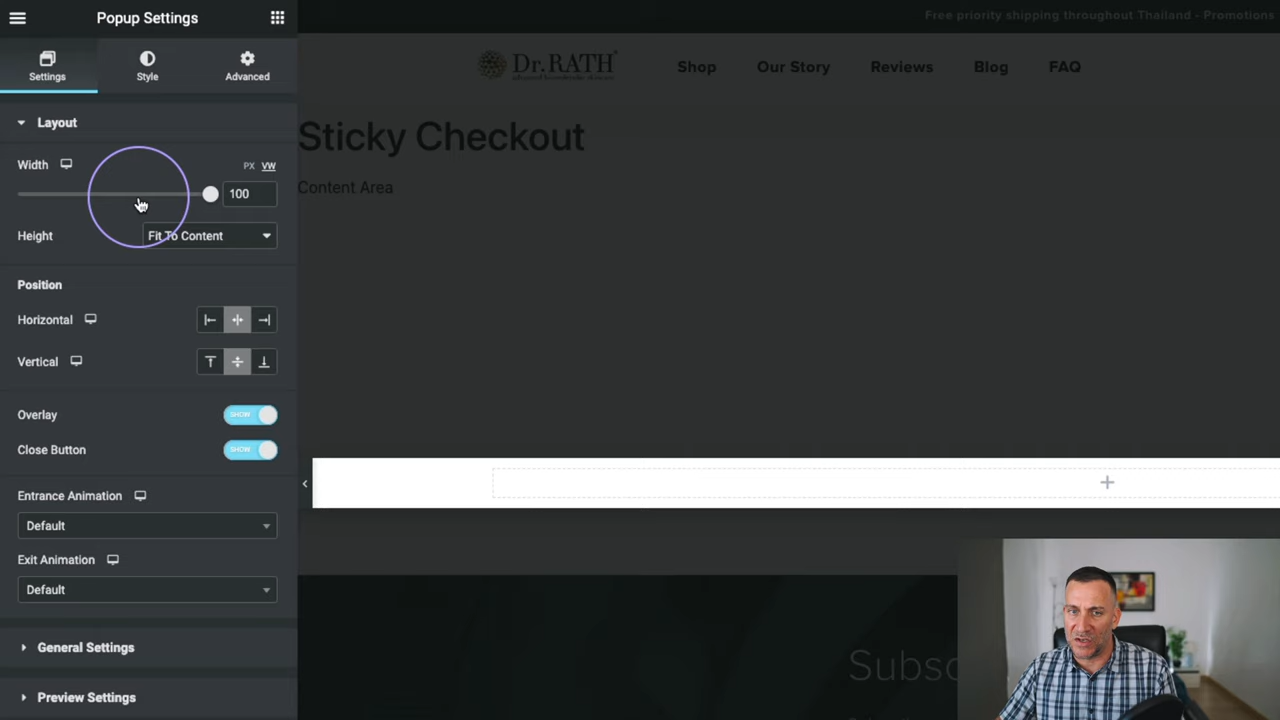 Popup Settings
Settings
Style
Advanced
Layout
Width
PX VW
100
Height
Fit To Content
Position
Horizontal
Vertical
Overlay
SHOW
Close Button
SHOW
Entrance Animation
Default
Exit Animation
Default
General Settings
Preview Settings
Free priority shipping throughout Thailand - Promotions
Dr.RATH
Shop
Our Story
Reviews
Blog
FAQ
Sticky Checkout
Content Area
Subsc